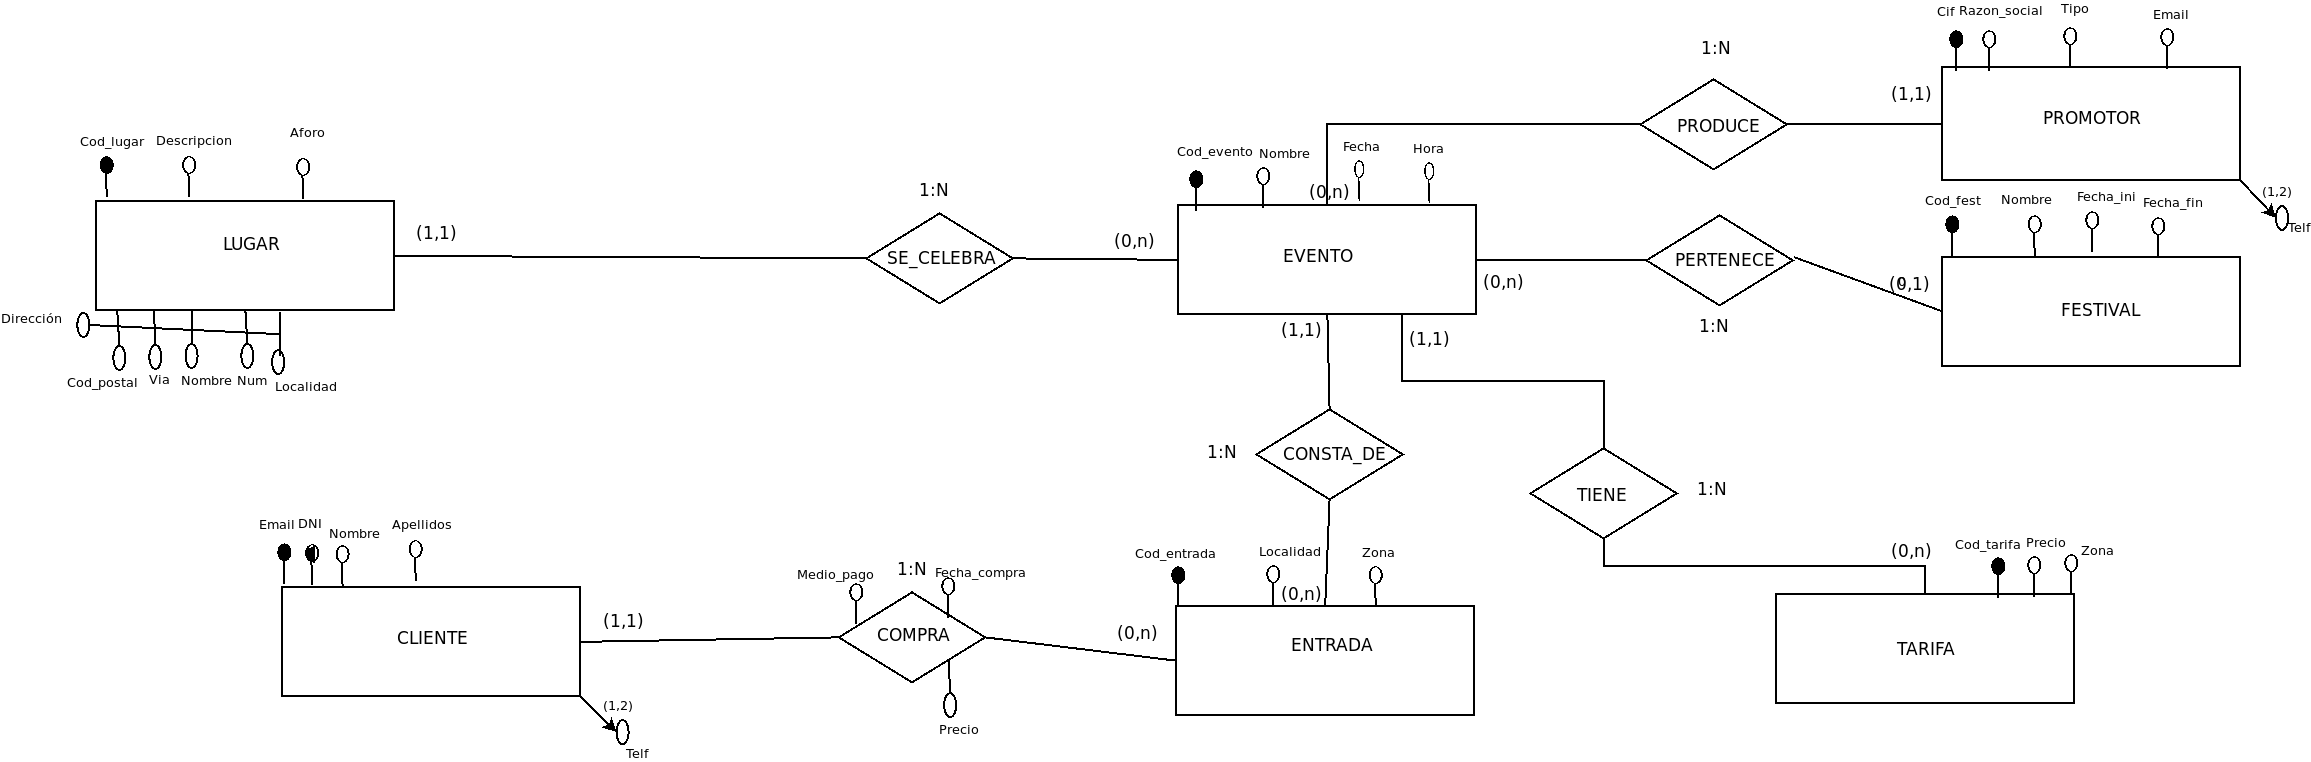 Cif Razon_social Tipo Email
1:N
(1,1)
PRODUCE
PROMOTOR
(1,2)
Telf
Cod_lugar Descripcion Aforo
LUGAR
(1,1)
Dirección
Cod_postal Via Nombre Num Localidad
1:N
SE_CELEBRA
(0,n)
Cod_evento Nombre Fecha Hora
(0,n)
EVENTO
(0,n)
PERTENECE
1:N
Cod_fest Nombre Fecha_ini Fecha_fin
(0,1)
FESTIVAL
(1,1)
(1,1)
1:N
CONSTA_DE
TIENE
1:N
Email DNI Nombre Apellidos
CLIENTE
(1,1)
(1,2)
Telf
Medio_pago 1:N Fecha_compra
COMPRA
Precio
(0,n)
Cod_entrada Localidad Zona
(0,n)
ENTRADA
(0,n)
Cod_tarifa Precio Zona
TARIFA